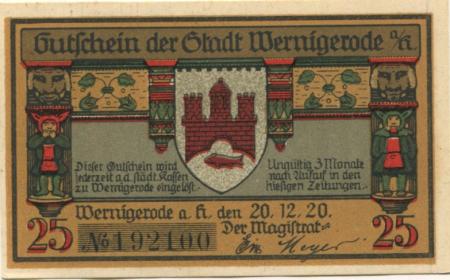 Gutschein der Stadt Wernigerode a/H.
Dieser Gutschein wird
jederzeit a.d. städt. Kassen
zu Wernigerode eingelöst.
Ungültig 3 Monate
nach Aufruf in den
hiesigen Zeitungen.
Wernigerode a. H. den 20.12.20.
Der Magistrat
25
No 192100
25
Meyer